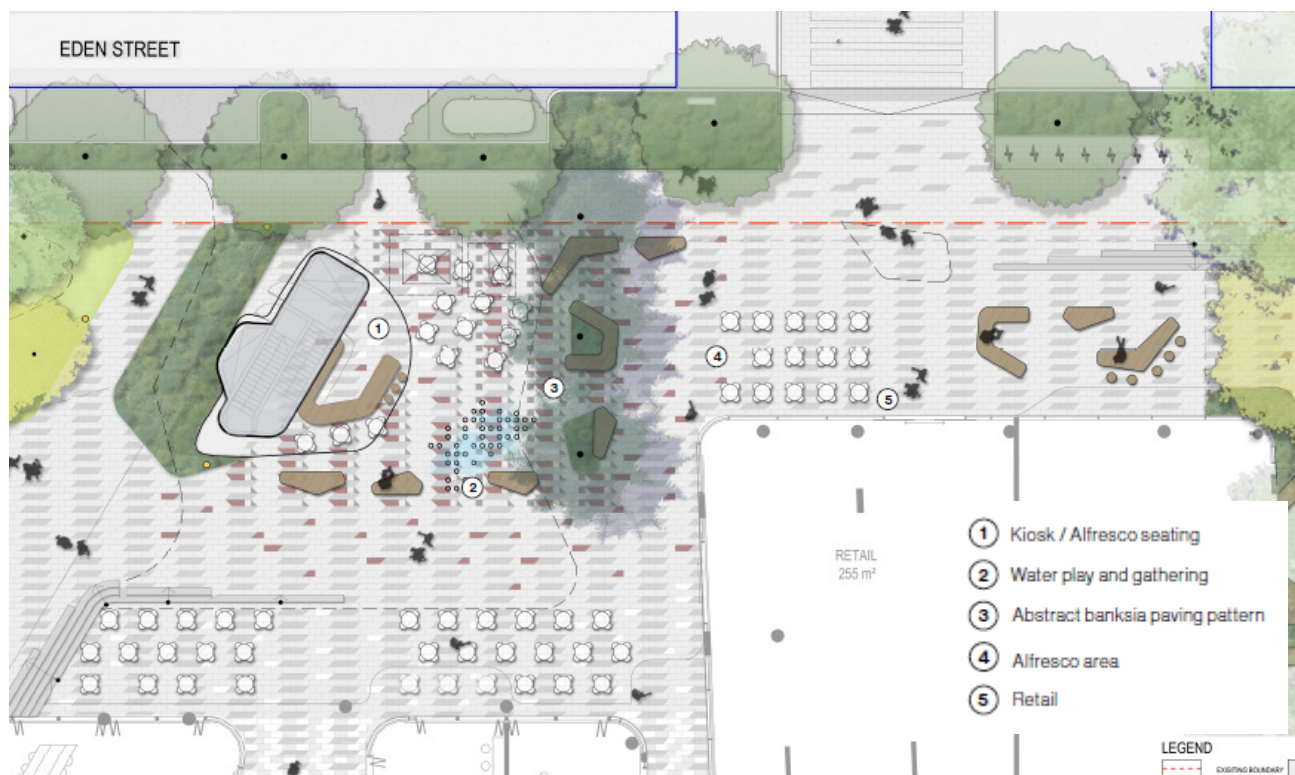 EDEN STREET
1
4
3
5
2
RETAIL
255 m²
1 Kiosk / Alfresco seating
2 Water play and gathering
3 Abstract banksia paving pattern
4 Alfresco area
5 Retail
LEGEND
EXISITING BOUNDARY